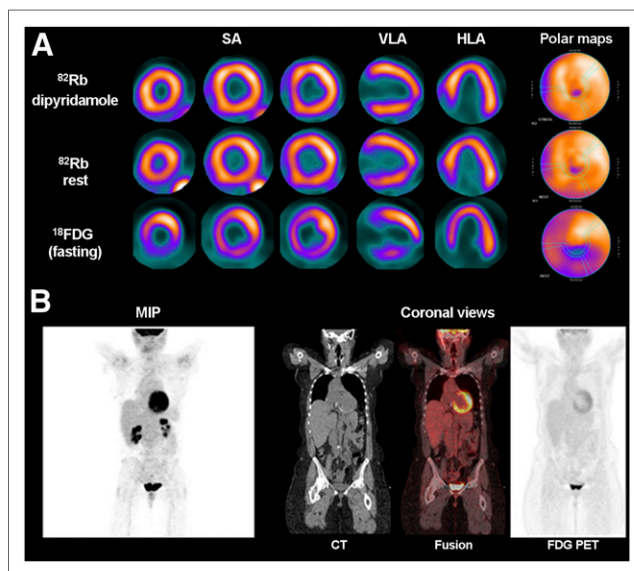 A
SA
VLA
HLA
Polar maps
⁸²Rb
dipyridamole
⁸²Rb
rest
¹⁸FDG
(fasting)
B
MIP
Coronal views
CT
Fusion
FDG PET